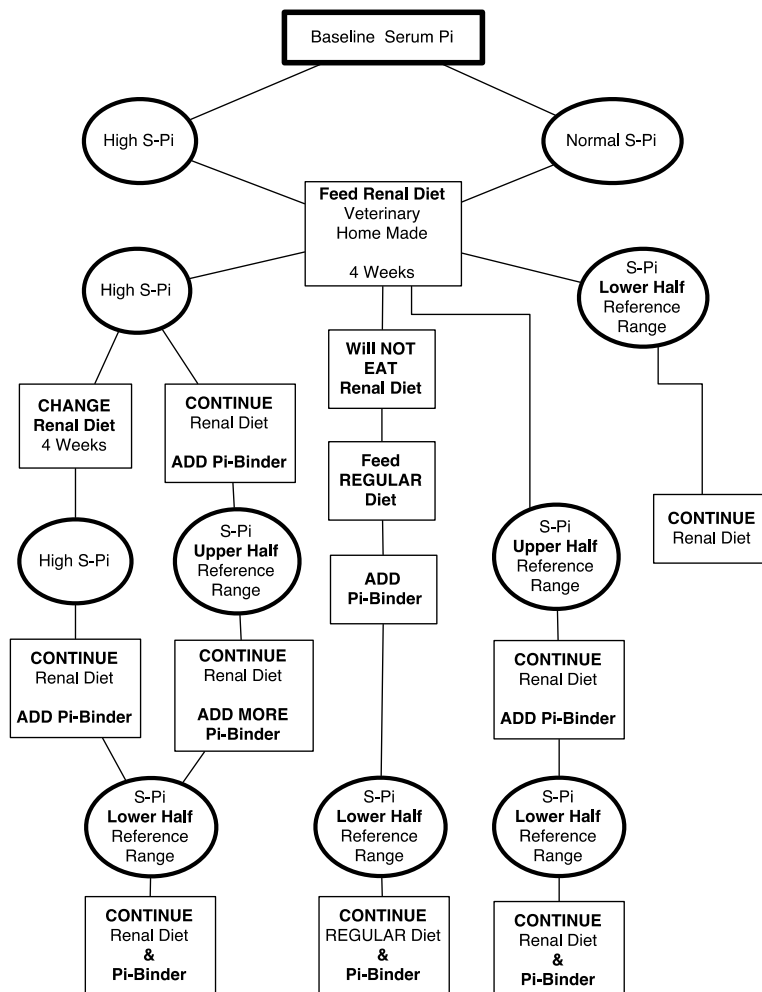 Baseline Serum Pi
High S-Pi
Normal S-Pi
Feed Renal Diet
Veterinary
Home Made
4 Weeks
High S-Pi
S-Pi
Lower Half
Reference
Range
Will NOT
EAT
Renal Diet
CHANGE
Renal Diet
4 Weeks
CONTINUE
Renal Diet
ADD Pi-Binder
Feed
REGULAR
Diet
CONTINUE
Renal Diet
High S-Pi
S-Pi
Upper Half
Reference
Range
ADD
Pi-Binder
S-Pi
Upper Half
Reference
Range
CONTINUE
Renal Diet
ADD Pi-Binder
CONTINUE
Renal Diet
ADD MORE
Pi-Binder
CONTINUE
Renal Diet
ADD Pi-Binder
S-Pi
Lower Half
Reference
Range
S-Pi
Lower Half
Reference
Range
S-Pi
Lower Half
Reference
Range
CONTINUE
Renal Diet
&
Pi-Binder
CONTINUE
REGULAR Diet
&
Pi-Binder
CONTINUE
Renal Diet
&
Pi-Binder